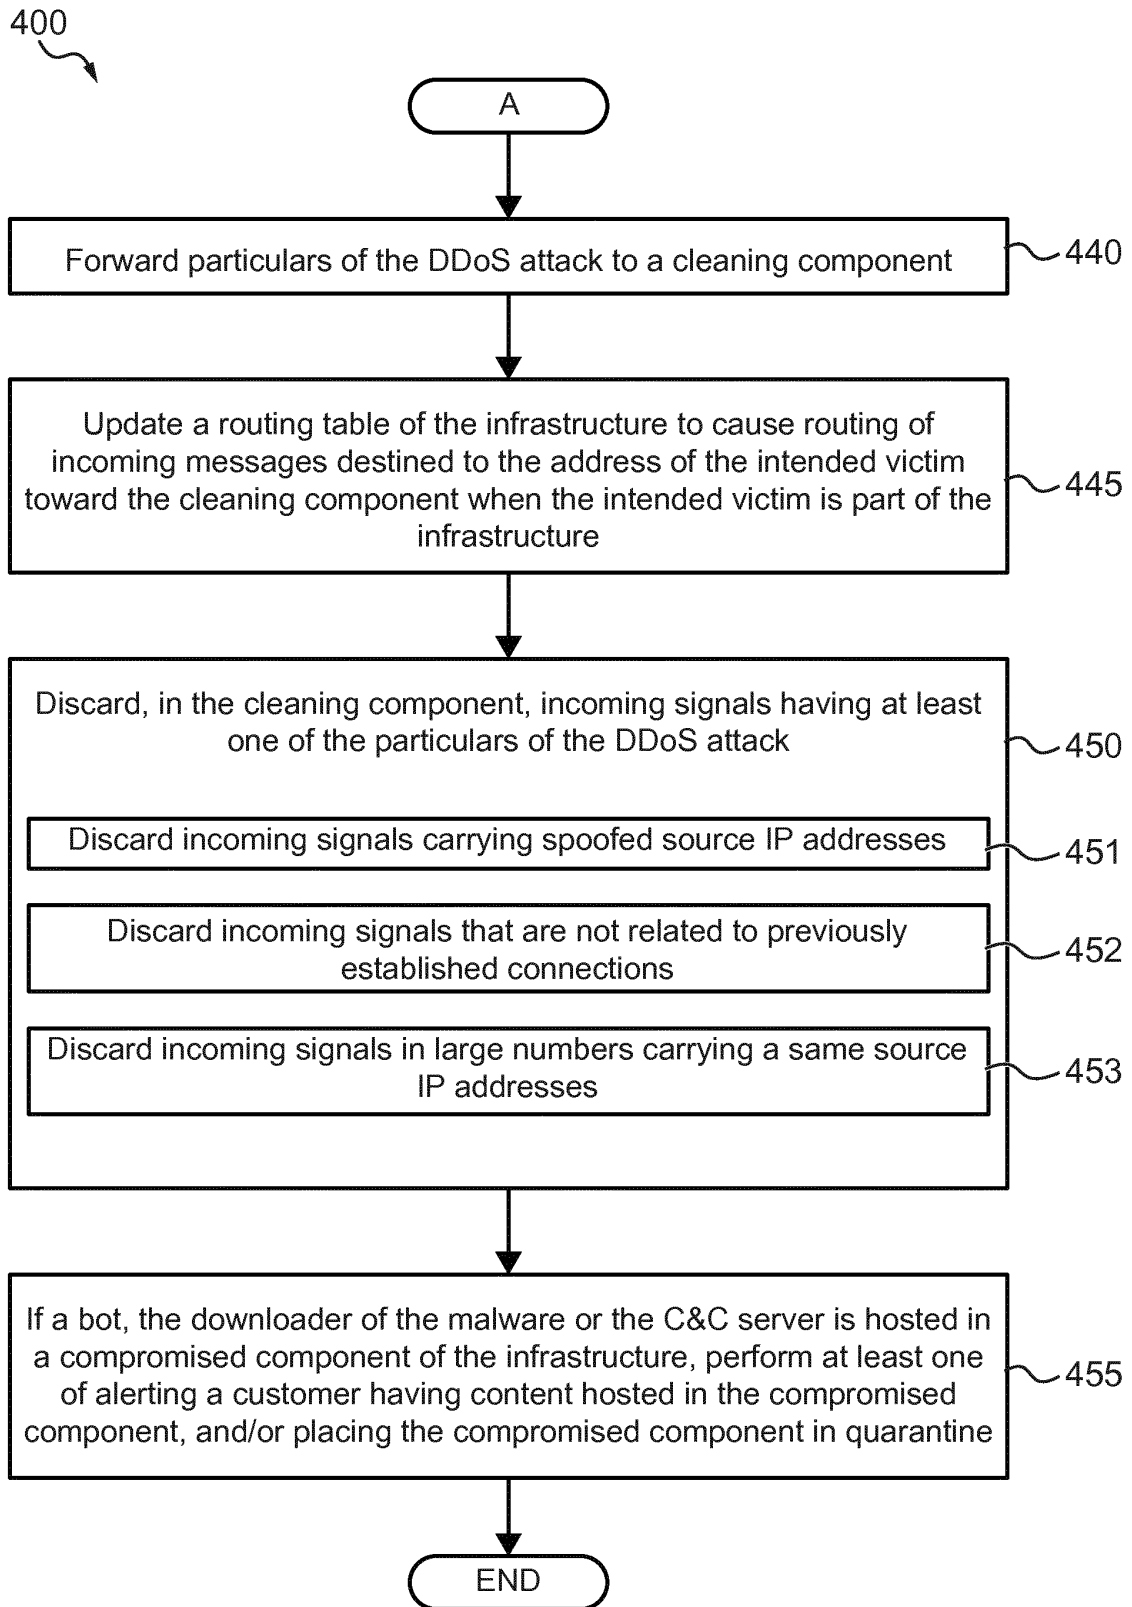 400
A
Forward particulars of the DDoS attack to a cleaning component
440
Update a routing table of the infrastructure to cause routing of
incoming messages destined to the address of the intended victim
toward the cleaning component when the intended victim is part of the
infrastructure
445
Discard, in the cleaning component, incoming signals having at least
one of the particulars of the DDoS attack
450
Discard incoming signals carrying spoofed source IP addresses
451
Discard incoming signals that are not related to previously
established connections
452
Discard incoming signals in large numbers carrying a same source
IP addresses
453
If a bot, the downloader of the malware or the C&C server is hosted in
a compromised component of the infrastructure, perform at least one
of alerting a customer having content hosted in the compromised
component, and/or placing the compromised component in quarantine
455
END